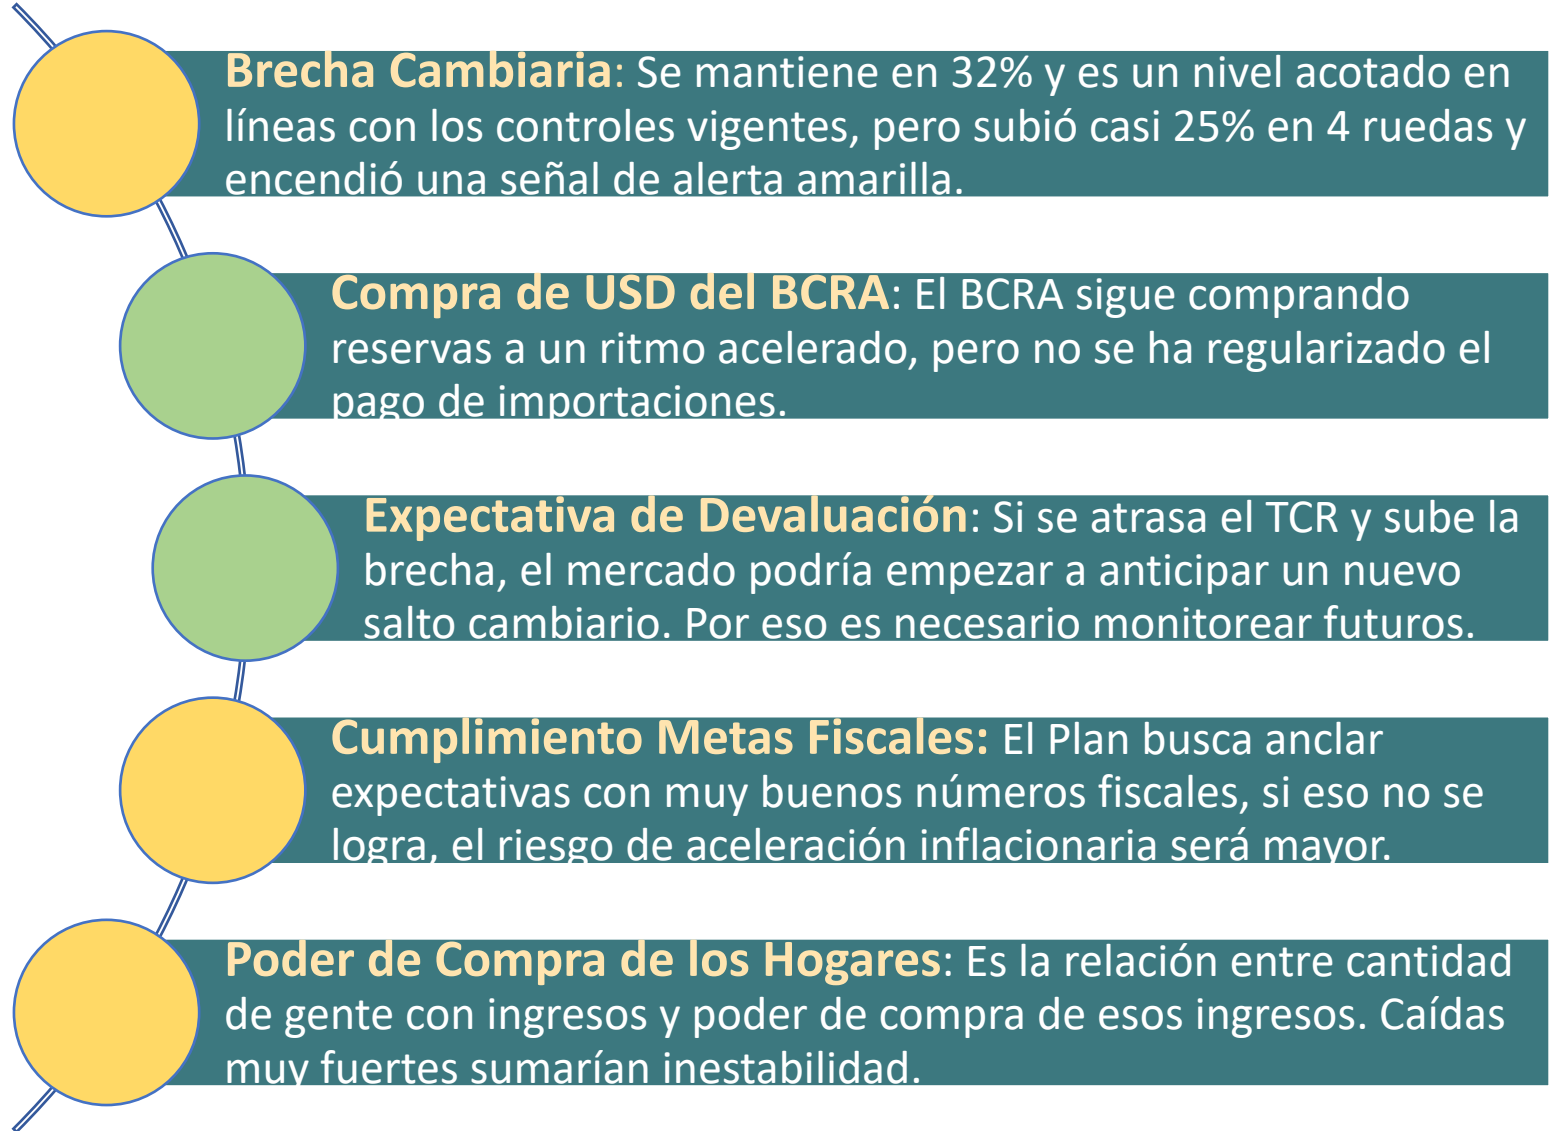 Brecha Cambiaria: Se mantiene en 32% y es un nivel acotado en
líneas con los controles vigentes, pero subió casi 25% en 4 ruedas y
encendió una señal de alerta amarilla.
Compra de USD del BCRA: El BCRA sigue comprando
reservas a un ritmo acelerado, pero no se ha regularizado el
pago de importaciones.
Expectativa de Devaluación: Si se atrasa el TCR y sube la
brecha, el mercado podría empezar a anticipar un nuevo
salto cambiario. Por eso es necesario monitorear futuros.
Cumplimiento Metas Fiscales: El Plan busca anclar
expectativas con muy buenos números fiscales, si eso no se
logra, el riesgo de aceleración inflacionaria será mayor.
Poder de Compra de los Hogares: Es la relación entre cantidad
de gente con ingresos y poder de compra de esos ingresos. Caídas
muy fuertes sumarían inestabilidad.